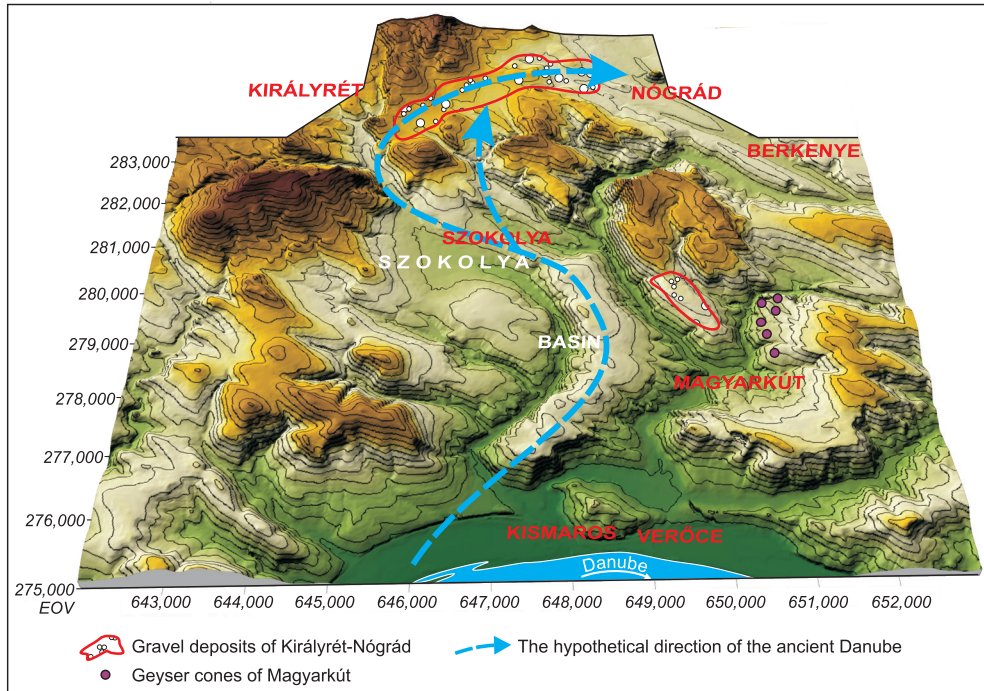 KIRÁLYRÉT
NÓGRÁD
BERKENYE
283,000
282,000
281,000
280,000
279,000
278,000
277,000
276,000
275,000
EOV
SZOKOLYA
SZOKOLYA
BASIN
MAGYARKÚT
KISMAROS
VERŐCE
Danube
643,000 644,000 645,000 646,000 647,000 648,000 649,000 650,000 651,000 652,000
Gravel deposits of Királyrét-Nógrád
The hypothetical direction of the ancient Danube
Geyser cones of Magyarkút